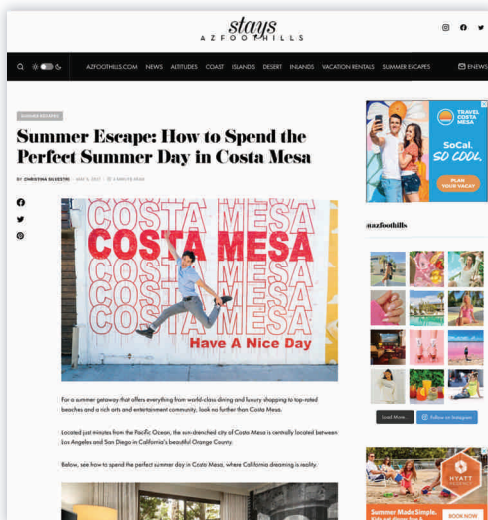 stays
AZFOOTHILLS
AZFOOTHILLS.COM NEWS ALTITUDES COAST ISLANDS DESERT INLANDS VACATION RENTALS SUMMER ESCAPES ENEWS
SUMMER ESCAPES
Summer Escape: How to Spend the
Perfect Summer Day in Costa Mesa
BY CHRISTINA SILVESTRI
COSTA MESA
COSTA MESA
COSTA MESA
COSTA MESA
COSTA MESA
Have A Nice Day
For a summer getaway that offers everything from world-class dining and luxury shopping to top-rated
beaches and a rich arts and entertainment community, look no further than Costa Mesa.
Located just minutes from the Pacific Ocean, the sun-drenched city of Costa Mesa is centrally located between
Los Angeles and San Diego in California's beautiful Orange County.
Below, see how to spend the perfect summer day in Costa Mesa, where California dreaming is reality.
TRAVEL
COSTA
MESA
SoCal.
SO COOL.
PLAN
YOUR VACAY
#azfoothills
Load More...
Follow on Instagram
HYATT
REGENCY
Summer Made Simple.
BOOK NOW